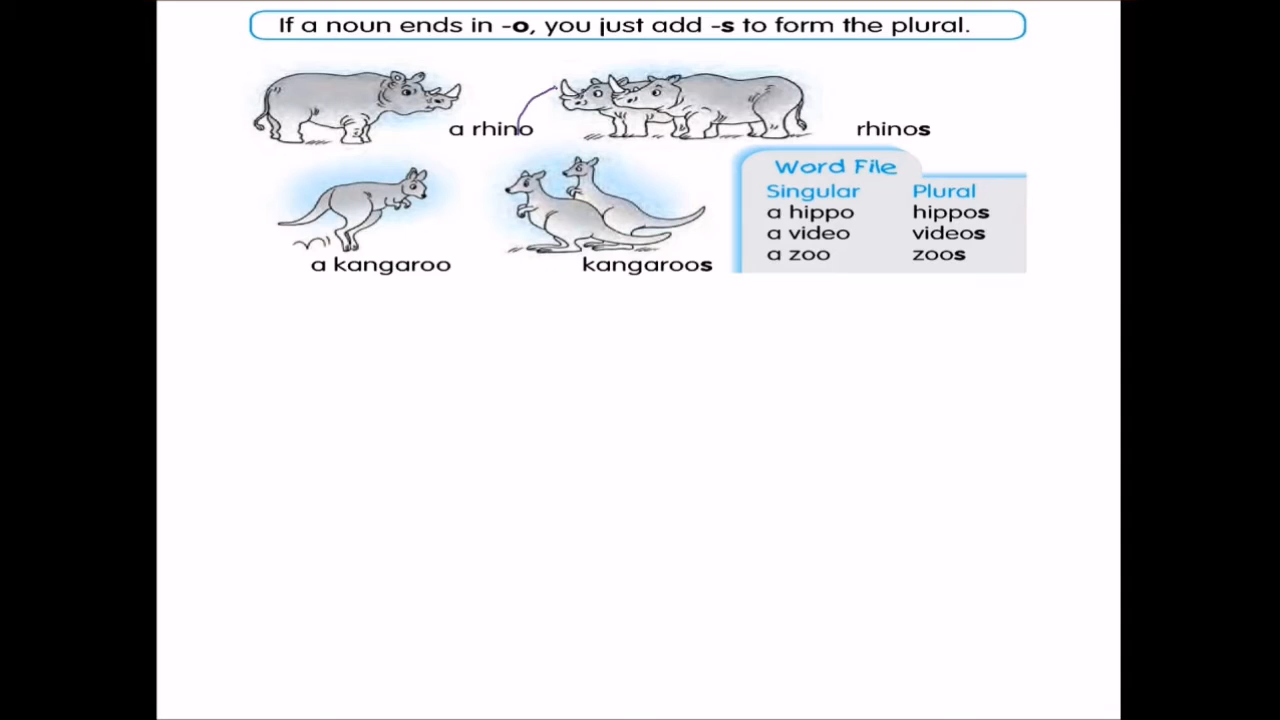 If a noun ends in -o, you just add -s to form the plural.
a rhino
rhinos
a kangaroo
kangaroos
Word File
Singular Plural
a hippo hippos
a video videos
a zoo zoos